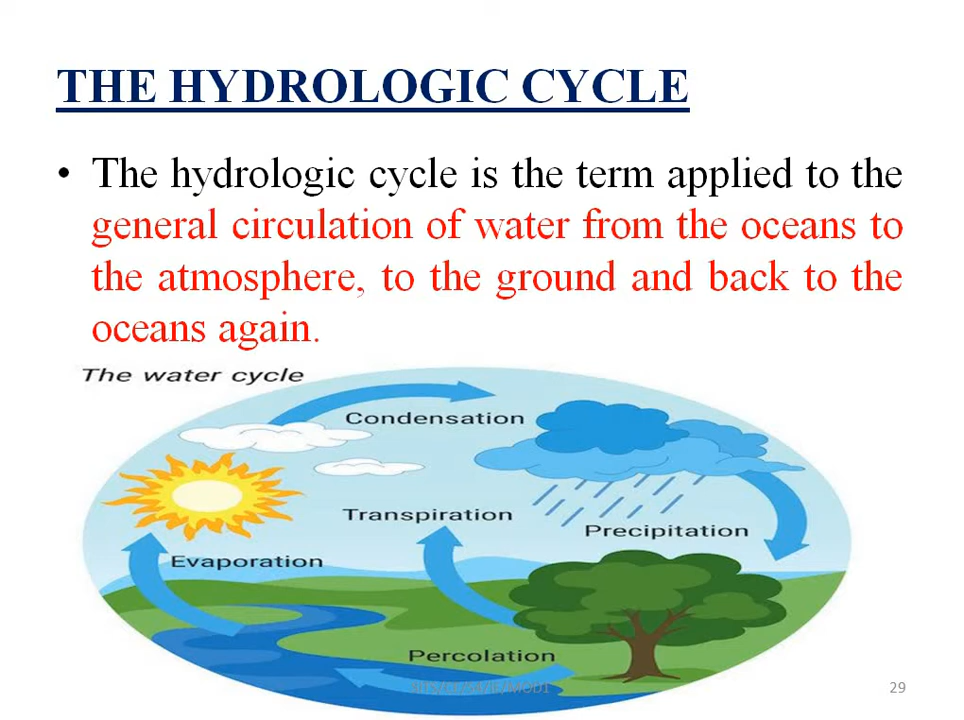 THE HYDROLOGIC CYCLE
• The hydrologic cycle is the term applied to the
general circulation of water from the oceans to
the atmosphere, to the ground and back to the
oceans again.
The water cycle
Condensation
Transpiration
Precipitation
Evaporation
Percolation
29